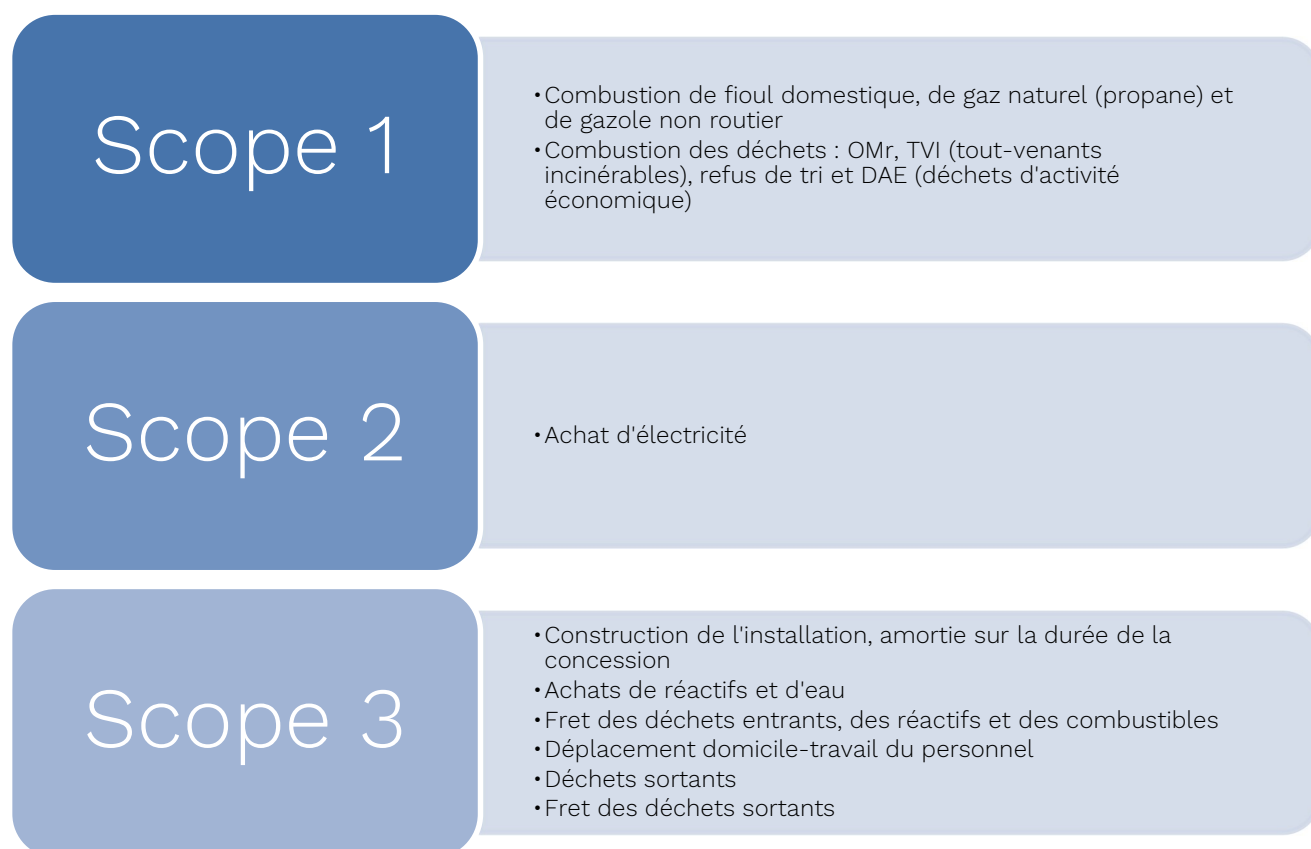 Scope 1
•Combustion de fioul domestique, de gaz naturel (propane) et
de gazole non routier
•Combustion des déchets : OMr, TVI (tout-venants
incinérables), refus de tri et DAE (déchets d'activité
économique)
Scope 2
•Achat d'électricité
Scope 3
•Construction de l'installation, amortie sur la durée de la
concession
•Achats de réactifs et d'eau
•Fret des déchets entrants, des réactifs et des combustibles
•Déplacement domicile-travail du personnel
•Déchets sortants
•Fret des déchets sortants